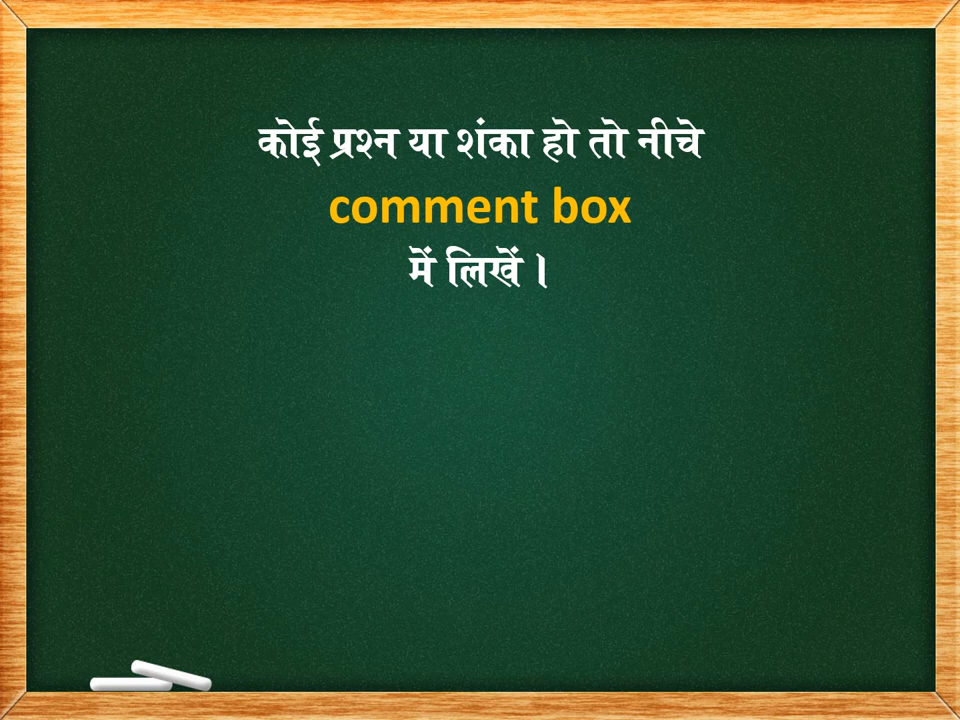 कोई प्रश्न या शंका हो तो नीचे
comment box
में लिखें ।